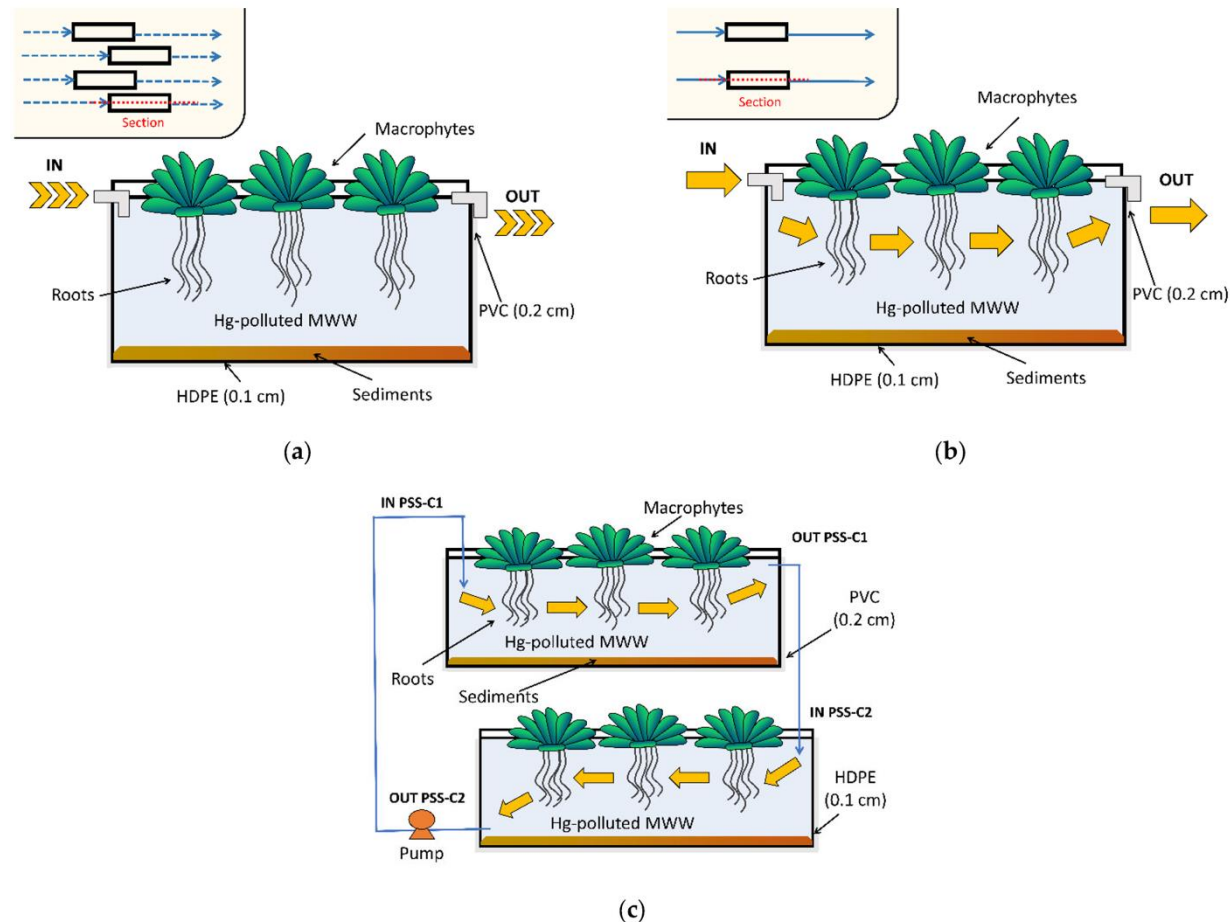 Section
Macrophytes
IN
OUT
Roots
PVC (0.2 cm)
Hg-polluted MWW
HDPE (0.1 cm)
Sediments
(a)
Section
Macrophytes
IN
OUT
Roots
PVC (0.2 cm)
Hg-polluted MWW
HDPE (0.1 cm)
Sediments
(b)
IN PSS-C1
Macrophytes
OUT PSS-C1
PVC
(0.2 cm)
Hg-polluted MWW
Roots
Sediments
IN PSS-C2
HDPE
(0.1 cm)
OUT PSS-C2
Hg-polluted MWW
Pump
(c)